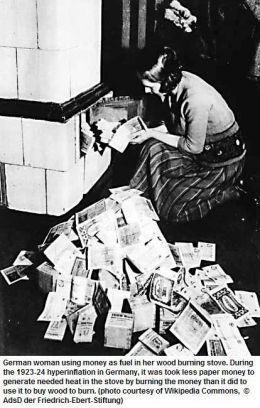 German woman using money as fuel in her wood burning stove. During
the 1923-24 hyperinflation in Germany, it was took less paper money to
generate needed heat in the stove by burning the money than it did to
use it to buy wood to burn. (photo courtesy of Wikipedia Commons, ©
AdsD der Friedrich-Ebert-Stiftung)